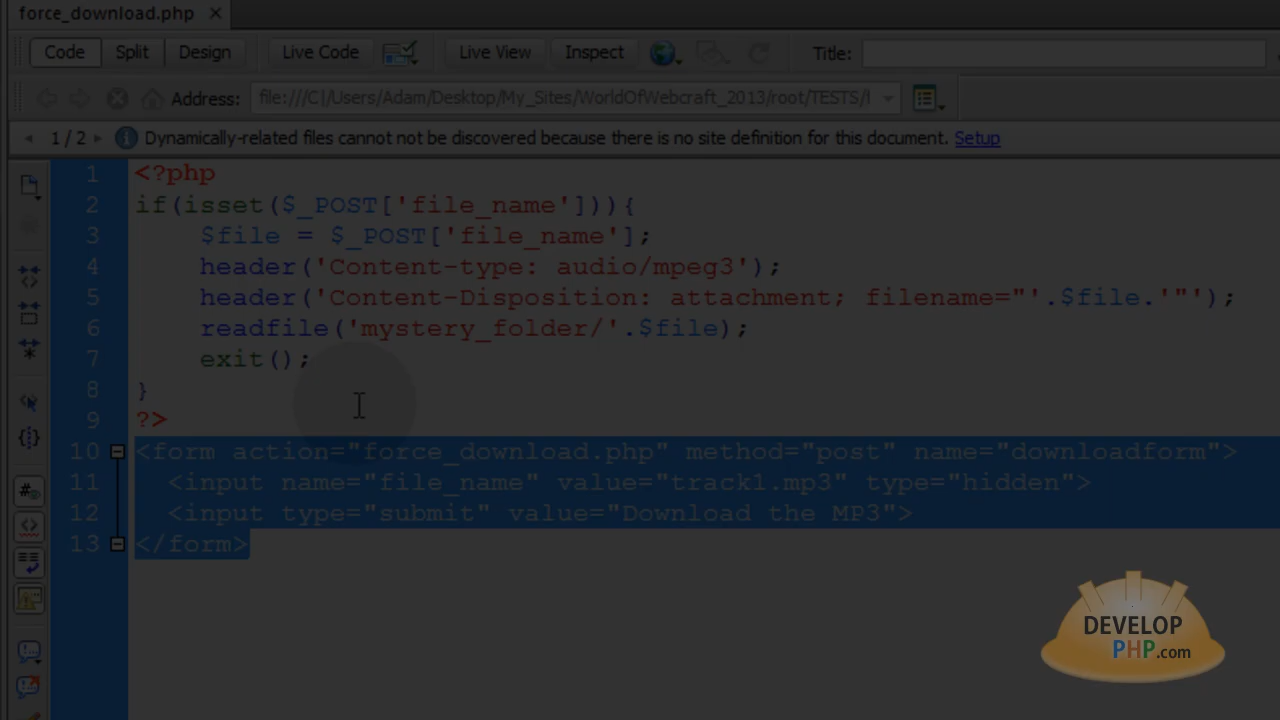 force_download.php ×
Code Split Design Live Code Live View Inspect Title:
Address: file:///C|/Users/Adam/Desktop/My_Sites/WorldOfWebcraft_2013/root/TESTS/
1 / 2 Dynamically-related files cannot not be discovered because there is no site definition for this document. Setup
1 <?php
2 if(isset($_POST['file_name'])){
3 $file = $_POST['file_name'];
4 header('Content-type: audio/mpeg3');
5 header('Content-Disposition: attachment; filename="'.$file.'"');
6 readfile('mystery_folder/'.$file);
7 exit();
8 }
9 ?>
10 <form action="force_download.php" method="post" name="downloadform">
11 <input name="file_name" value="track1.mp3" type="hidden">
12 <input type="submit" value="Download the MP3">
13 </form>
DEVELOP
PHP.com